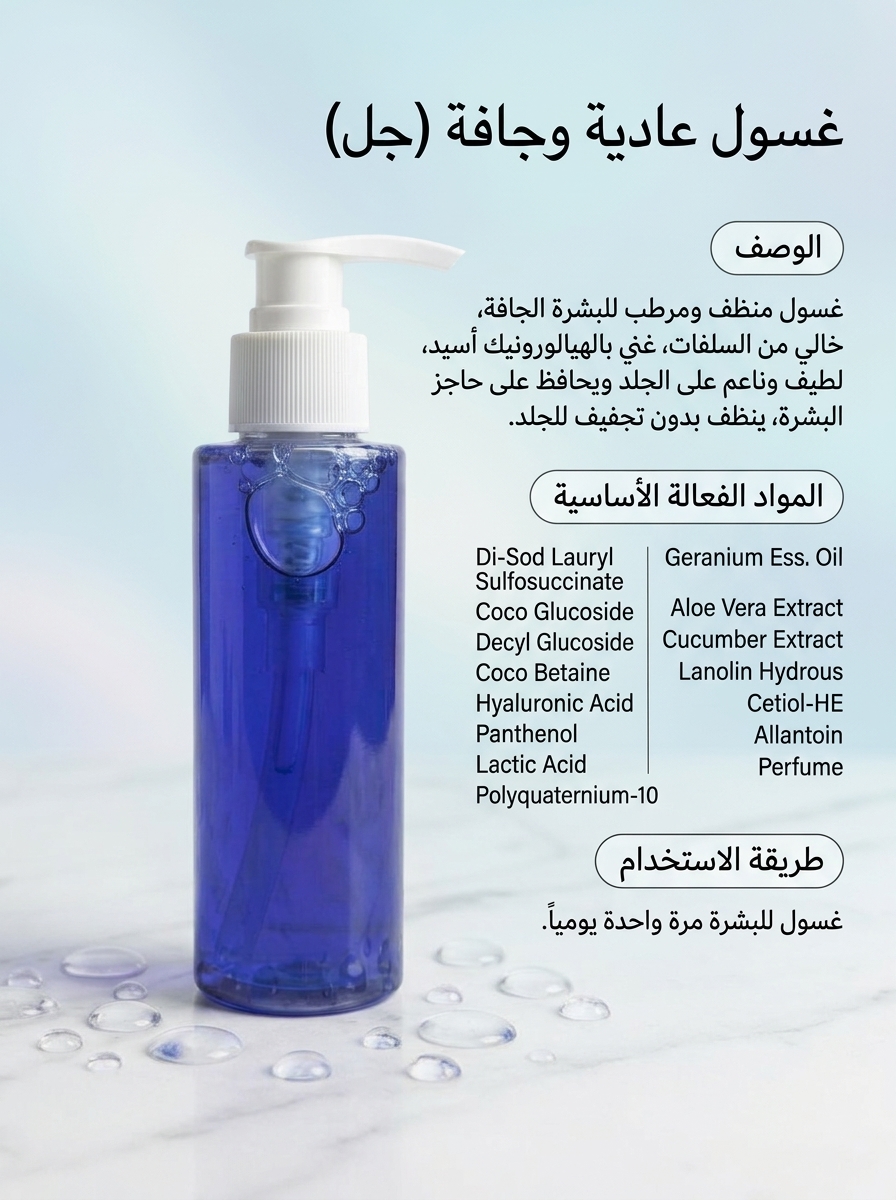 غسول عادية وجافة (جل)
الوصف
غسول منظف ومرطب للبشرة الجافة،
خالي من السلفات، غني بالهيالورونيك أسيد،
لطيف وناعم على الجلد ويحافظ على حاجز
البشرة، ينظف بدون تجفيف للجلد.
المواد الفعالة الأساسية
Di-Sod Lauryl
Sulfosuccinate
Coco Glucoside
Decyl Glucoside
Coco Betaine
Hyaluronic Acid
Panthenol
Lactic Acid
Polyquaternium-10
Geranium Ess. Oil
Aloe Vera Extract
Cucumber Extract
Lanolin Hydrous
Cetiol-HE
Allantoin
Perfume
طريقة الاستخدام
غسول للبشرة مرة واحدة يومياً.